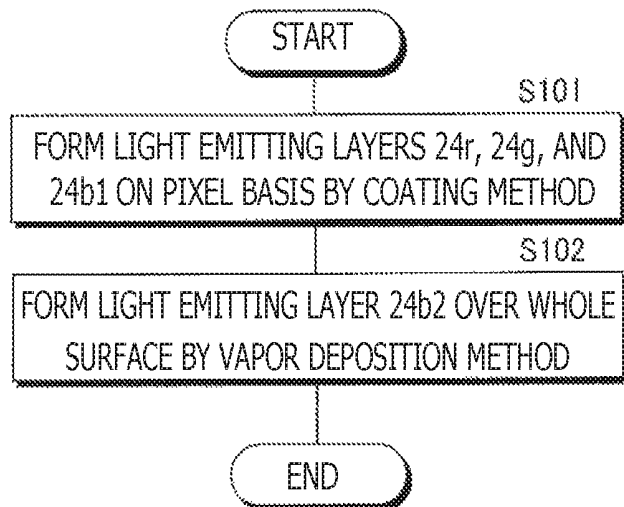 START
S101
FORM LIGHT EMITTING LAYERS 24r, 24g, AND
24b1 ON PIXEL BASIS BY COATING METHOD
S102
FORM LIGHT EMITTING LAYER 24b2 OVER WHOLE
SURFACE BY VAPOR DEPOSITION METHOD
END